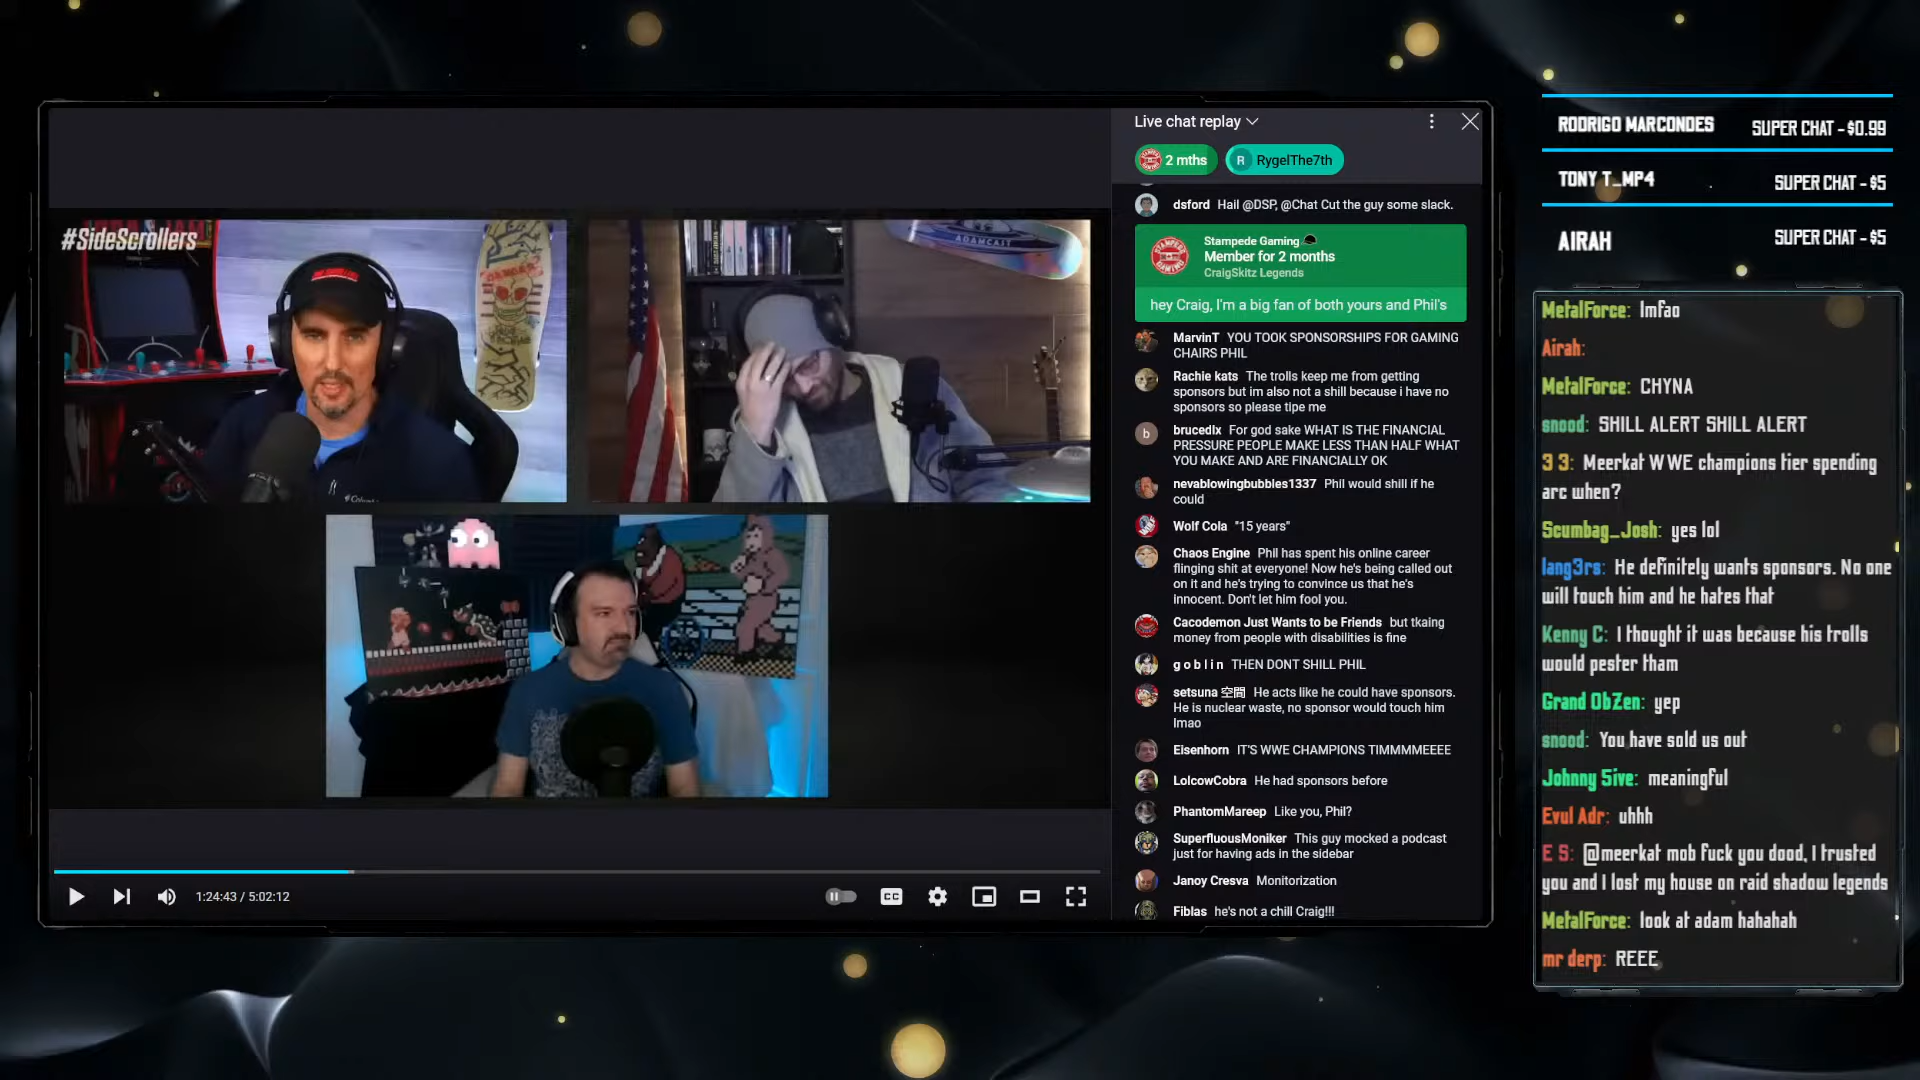 #SideScrollers
ADAMCAST
1:24:43 / 5:02:12
CC
Live chat replay
2 mths
R RygelThe7th
dsford Hail @DSP, @Chat Cut the guy some slack.
STAMPEDE GAMING
Stampede Gaming
Member for 2 months
CraigSkitz Legends
hey Craig, I'm a big fan of both yours and Phil's
MarvinT YOU TOOK SPONSORSHIPS FOR GAMING
CHAIRS PHIL
Rachie kats The trolls keep me from getting
sponsors but im also not a shill because i have no
sponsors so please tipe me
b brucedlx For god sake WHAT IS THE FINANCIAL
PRESSURE PEOPLE MAKE LESS THAN HALF WHAT
YOU MAKE AND ARE FINANCIALLY OK
nevablowingbubbles1337 Phil would shill if he
could
Wolf Cola "15 years"
Chaos Engine Phil has spent his online career
flinging shit at everyone! Now he's being called out
on it and he's trying to convince us that he's
innocent. Don't let him fool you.
Cacodemon Just Wants to be Friends but tkaing
money from people with disabilities is fine
g o b l i n THEN DONT SHILL PHIL
setsuna 空間 He acts like he could have sponsors.
He is nuclear waste, no sponsor would touch him
lmao
Eisenhorn IT'S WWE CHAMPIONS TIMMMMEEEE
LolcowCobra He had sponsors before
PhantomMareep Like you, Phil?
SuperfluousMoniker This guy mocked a podcast
just for having ads in the sidebar
Janoy Cresva Monitorization
Fiblas he's not a chill Craig!!!
RODRIGO MARCONDES SUPER CHAT - $0.99
TONY T_MP4 SUPER CHAT - $5
AIRAH SUPER CHAT - $5
MetalForce: lmfao
Airah:
MetalForce: CHYNA
snood: SHILL ALERT SHILL ALERT
3 3: Meerkat WWE champions tier spending
arc when?
Scumbag_Josh: yes lol
lang3rs: He definitely wants sponsors. No one
will touch him and he hates that
Kenny C: I thought it was because his trolls
would pester tham
Grand ObZen: yep
snood: You have sold us out
Johnny 5ive: meaningful
Evul Adr: uhhh
E S: @meerkat mob fuck you dood, I trusted
you and I lost my house on raid shadow legends
MetalForce: look at adam hahahah
mr derp: REEE